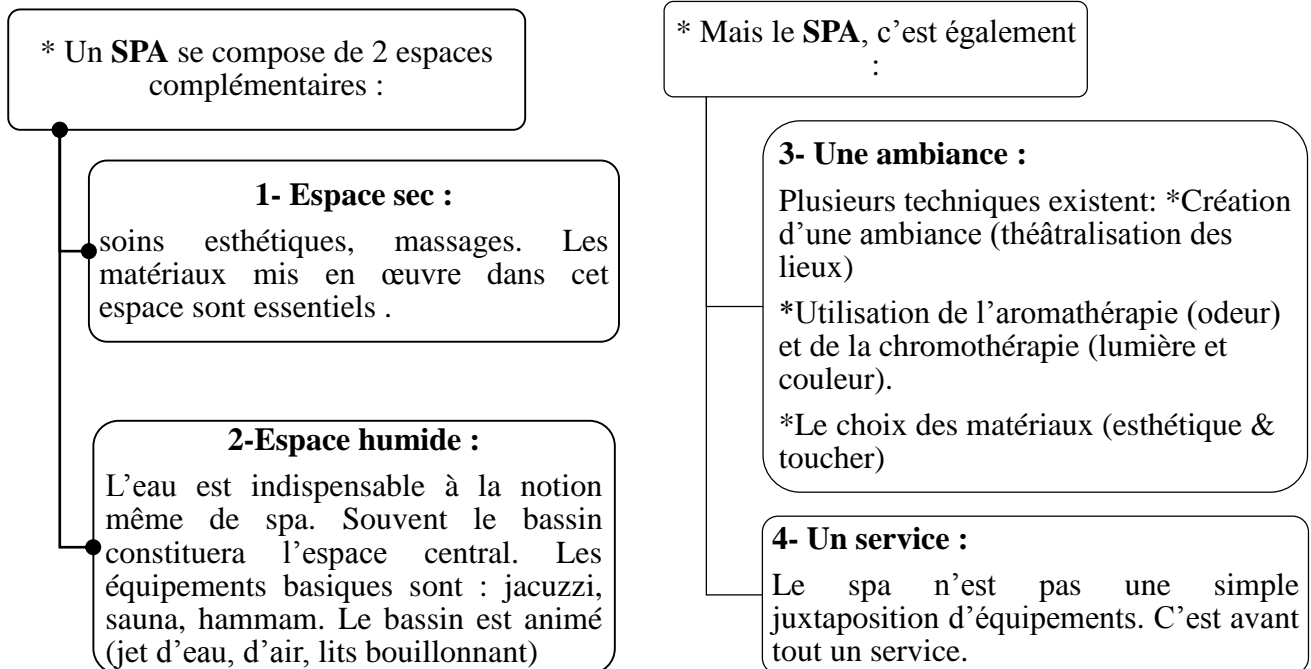 * Un SPA se compose de 2 espaces
complémentaires :
1- Espace sec :
soins esthétiques, massages. Les
matériaux mis en œuvre dans cet
espace sont essentiels .
2-Espace humide :
L’eau est indispensable à la notion
même de spa. Souvent le bassin
constituera l’espace central. Les
équipements basiques sont : jacuzzi,
sauna, hammam. Le bassin est animé
(jet d’eau, d’air, lits bouillonnant)
* Mais le SPA, c’est également
:
3- Une ambiance :
Plusieurs techniques existent: *Création
d’une ambiance (théâtralisation des
lieux)
*Utilisation de l’aromathérapie (odeur)
et de la chromothérapie (lumière et
couleur).
*Le choix des matériaux (esthétique &
toucher)
4- Un service :
Le spa n’est pas une simple
juxtaposition d’équipements. C’est avant
tout un service.